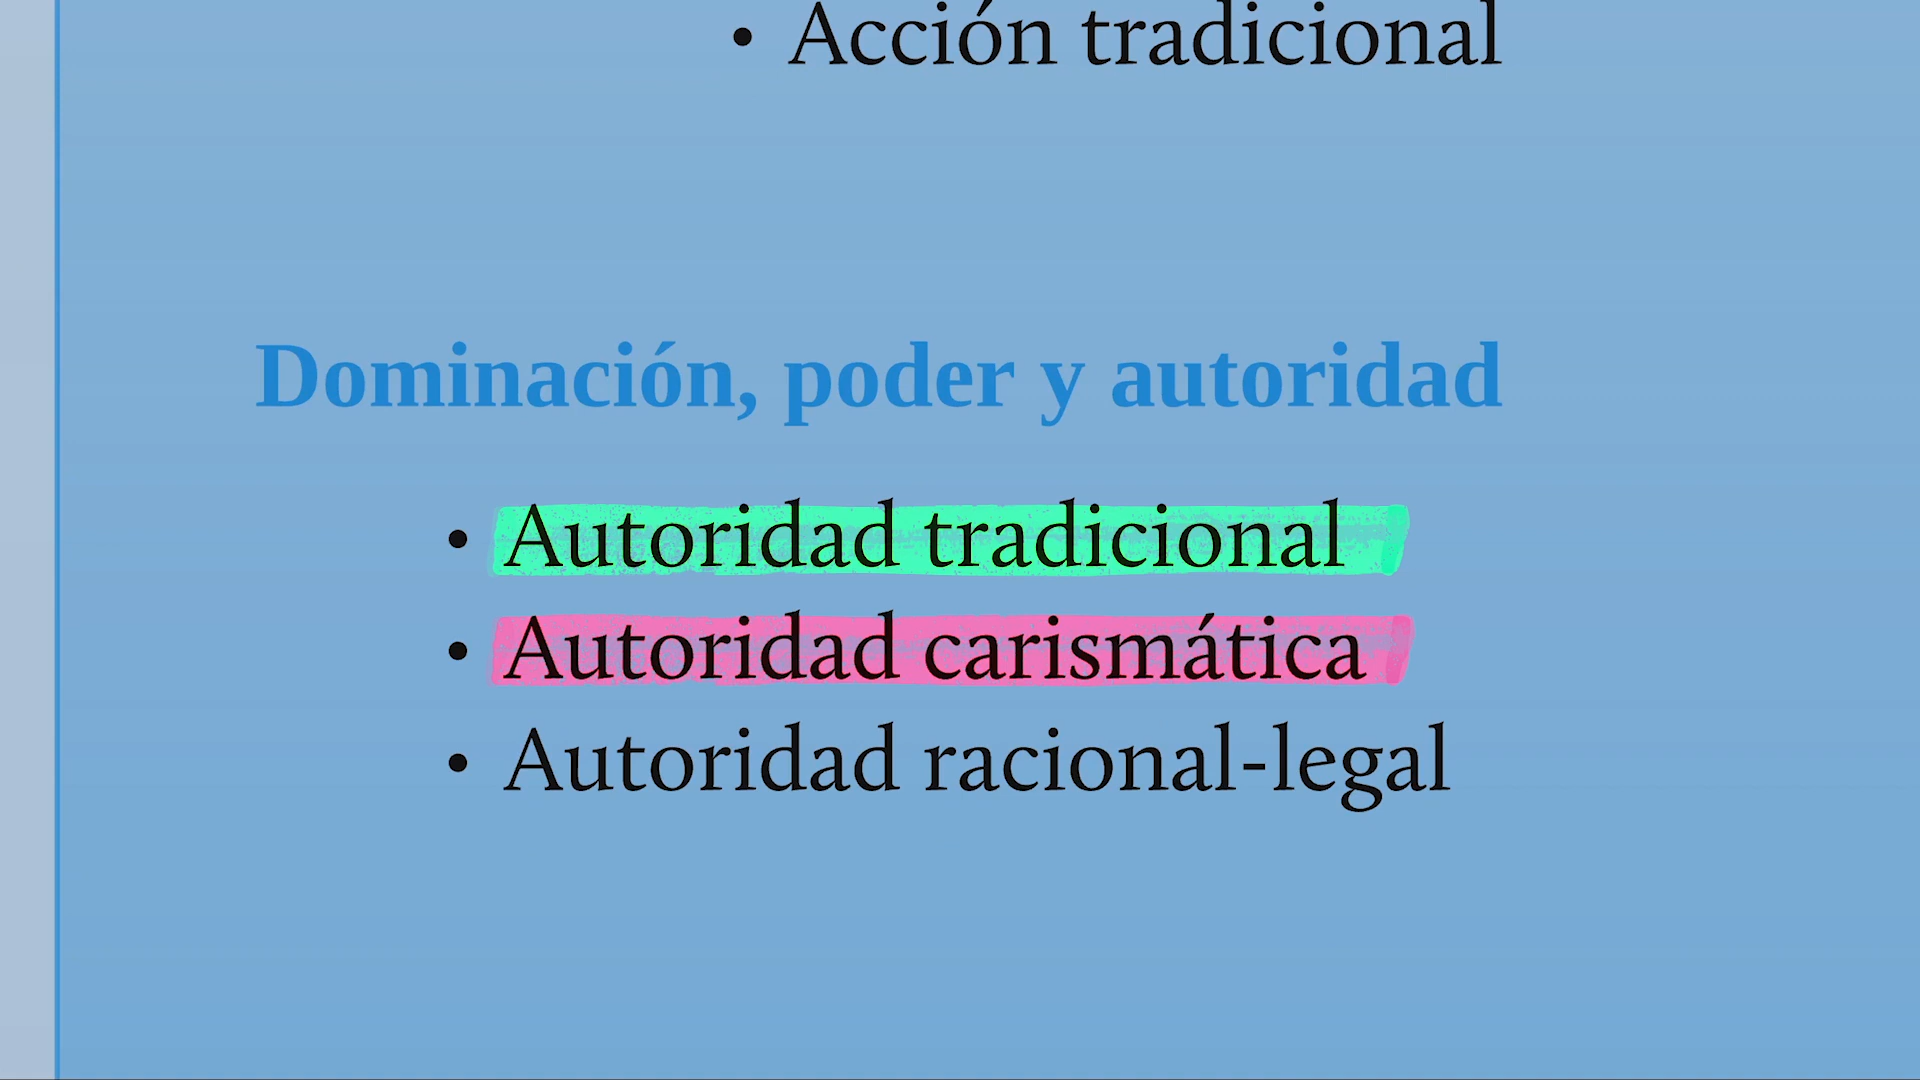 • Acción tradicional
Dominación, poder y autoridad
• Autoridad tradicional
• Autoridad carismática
• Autoridad racional-legal